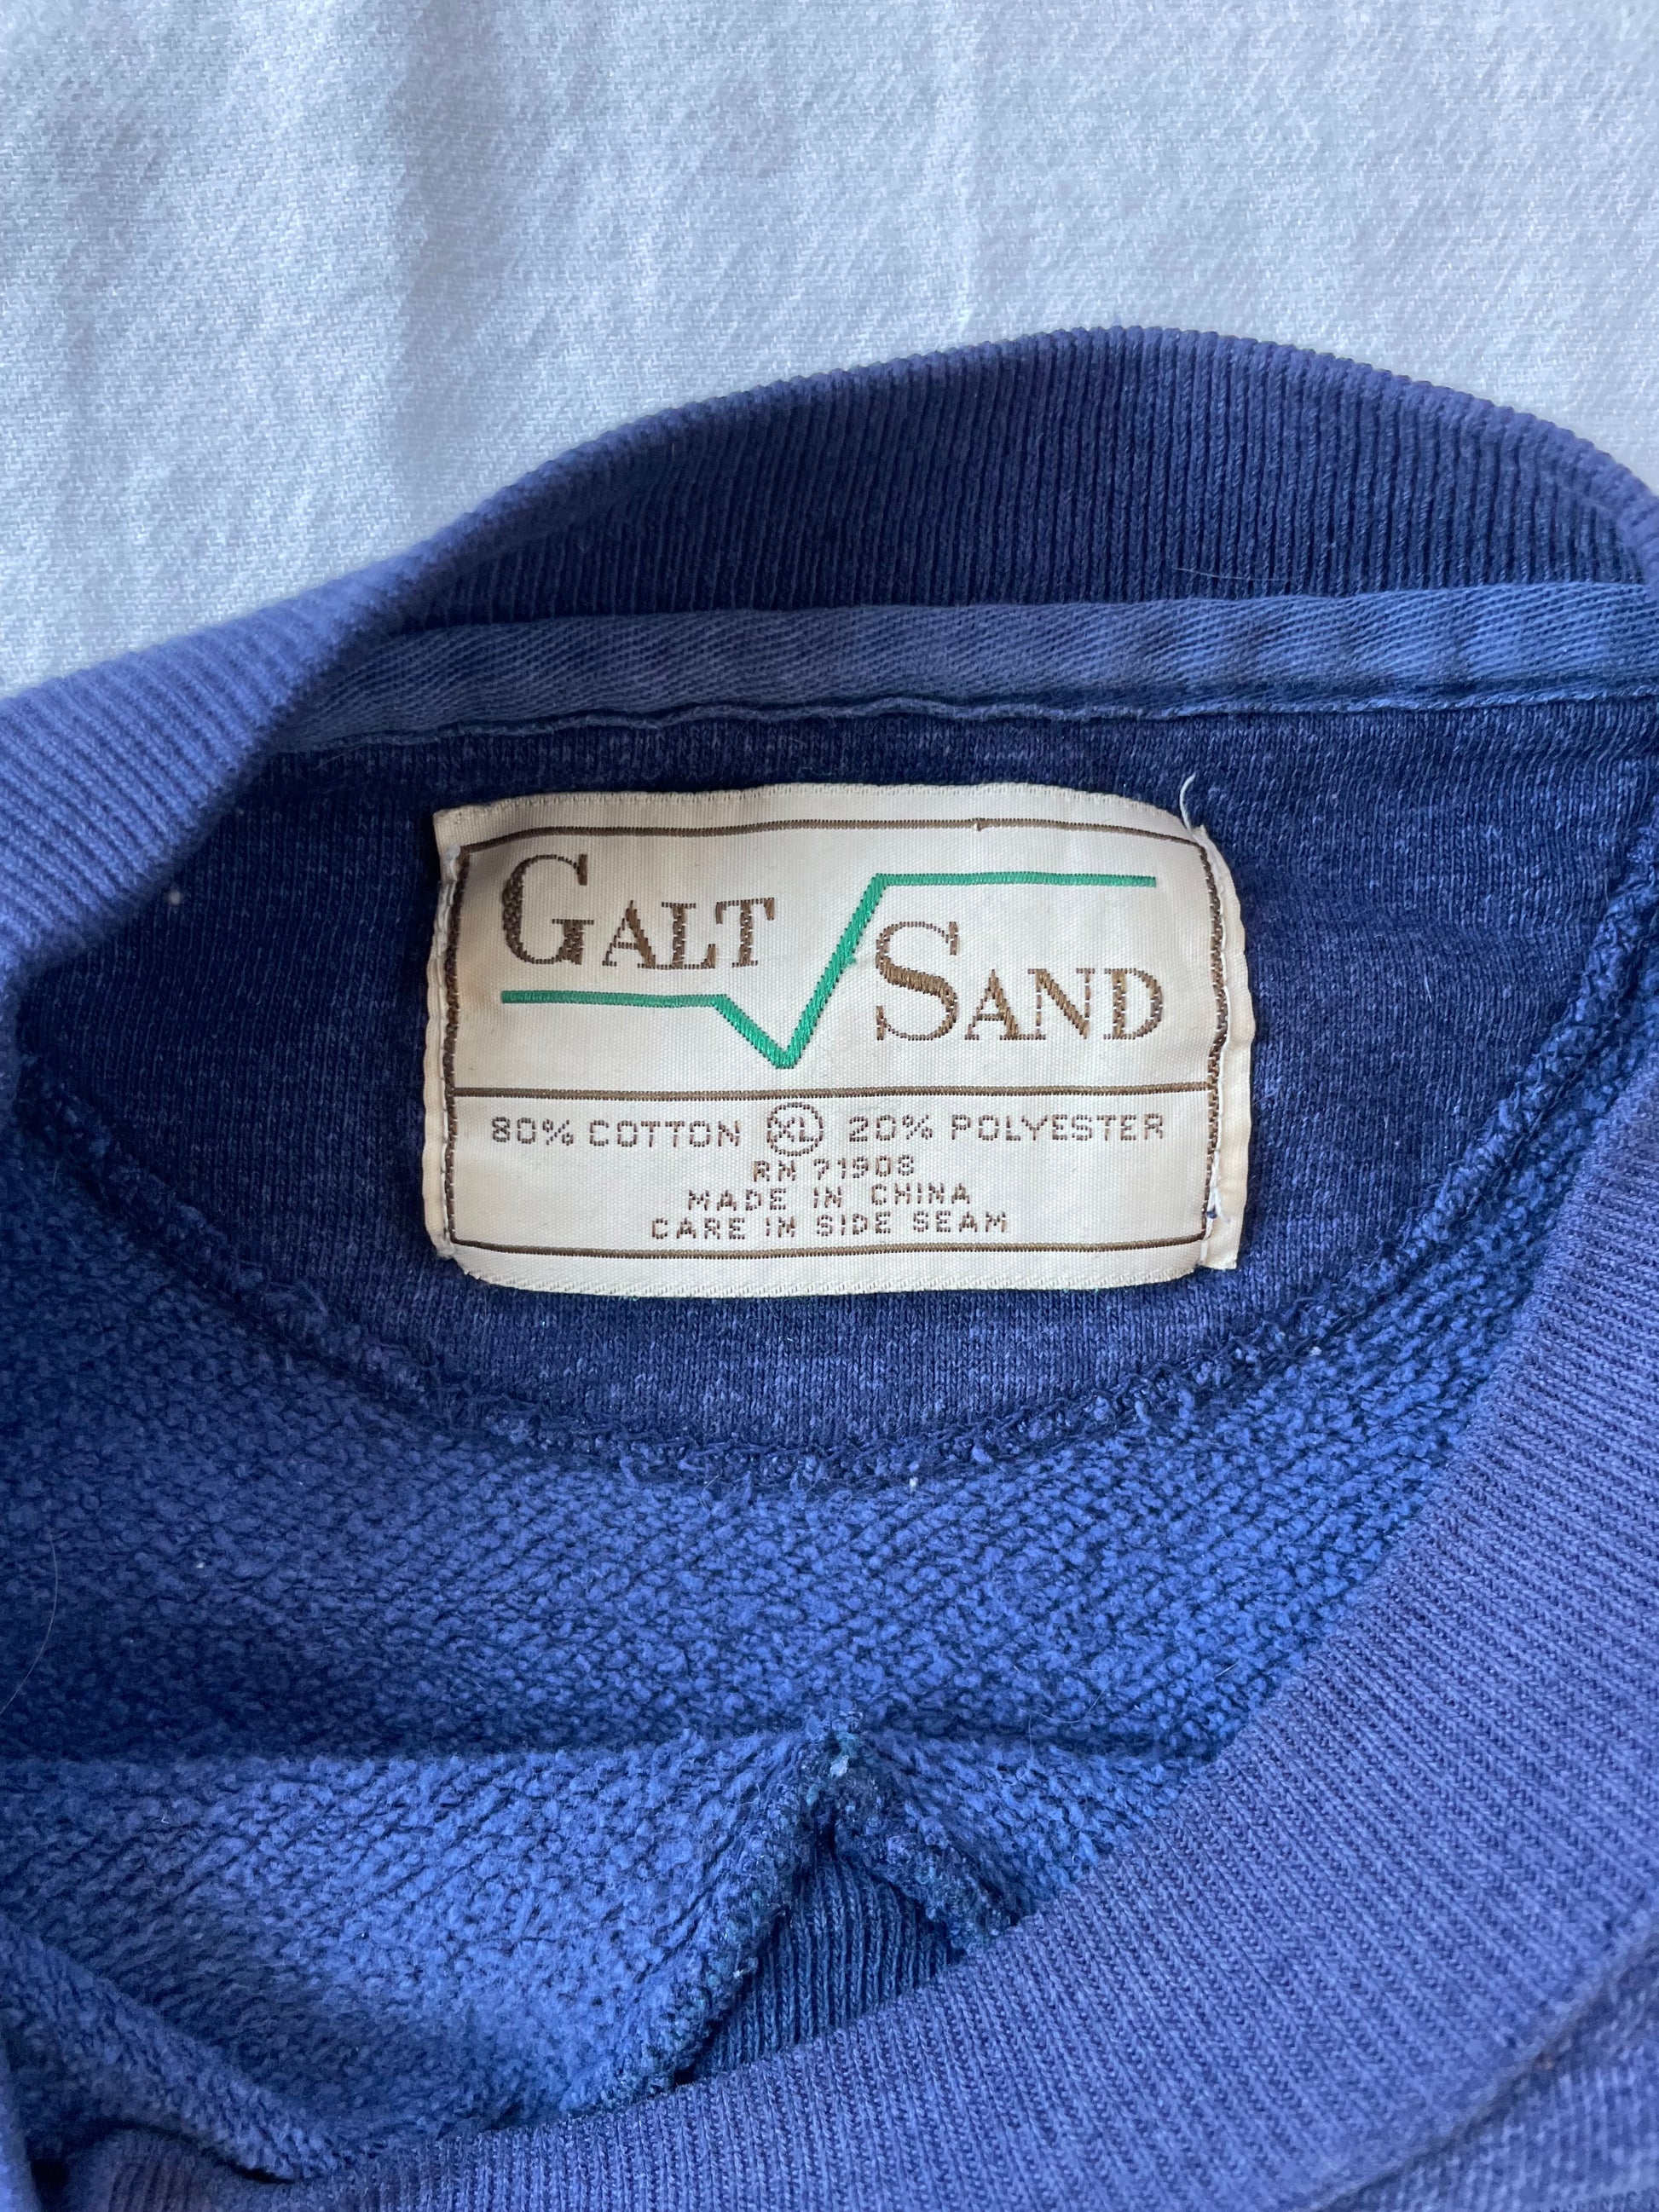 GALT SAND
80% COTTON XL 20% POLYESTER
RN 71908
MADE IN CHINA
CARE IN SIDE SEAM